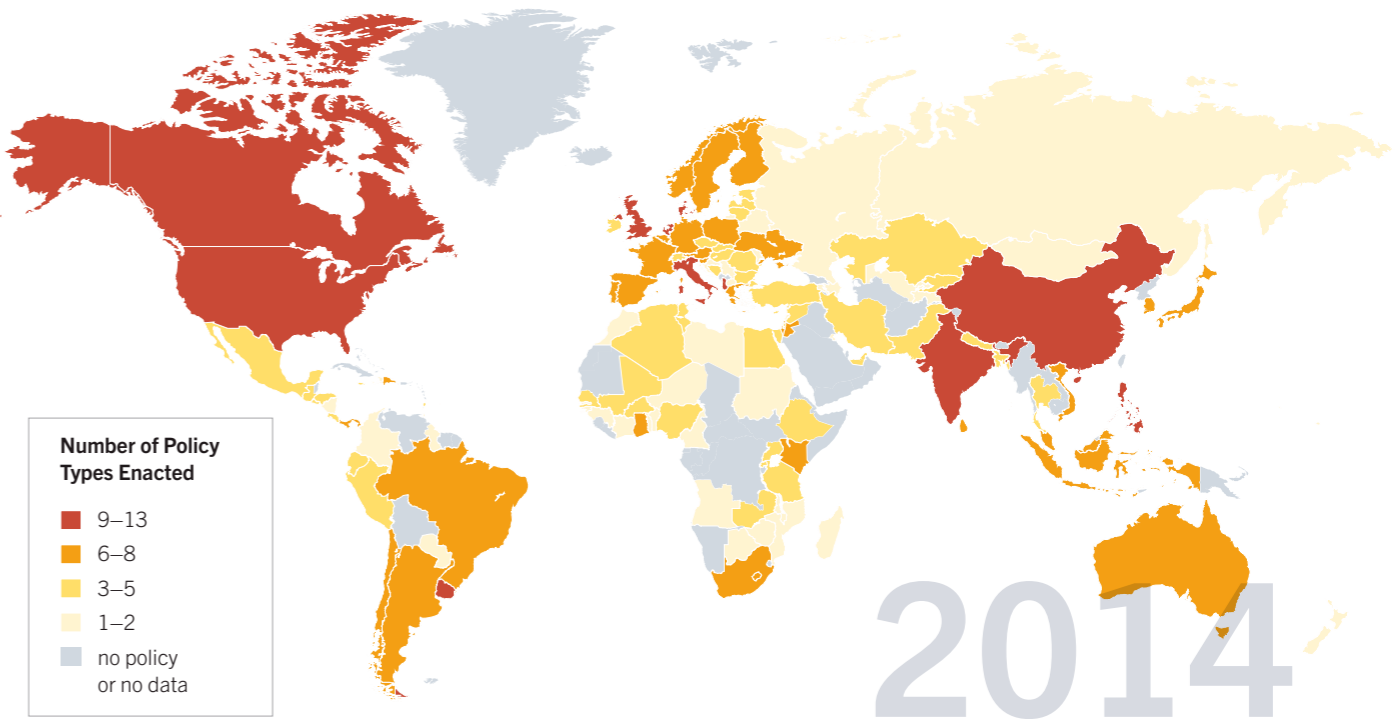 Number of Policy
Types Enacted
9–13
6–8
3–5
1–2
no policy
or no data
2014